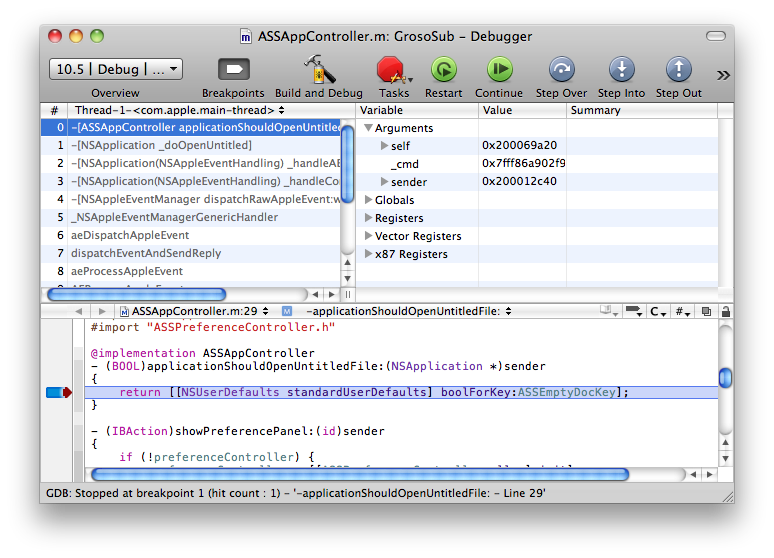 ASSAppController.m: GrosoSub – Debugger
10.5 | Debug | ...
Overview Breakpoints Build and Debug Tasks Restart Continue Step Over Step Into Step Out
# Thread-1-<com.apple.main-thread>
Variable Value Summary
0 -[ASSAppController applicationShouldOpenUntitled
1 -[NSApplication _doOpenUntitled]
2 -[NSApplication(NSAppleEventHandling) _handleAE
3 -[NSApplication(NSAppleEventHandling) _handleCo
4 -[NSAppleEventManager dispatchRawAppleEvent:w
5 _NSAppleEventManagerGenericHandler
6 aeDispatchAppleEvent
7 dispatchEventAndSendReply
8 aeProcessAppleEvent
Arguments
self 0x200069a20
_cmd 0x7fff86a902f9
sender 0x200012c40
Globals
Registers
Vector Registers
x87 Registers
ASSAppController.m:29 M -applicationShouldOpenUntitledFile: C #
#import "ASSPreferenceController.h"
@implementation ASSAppController
- (BOOL)applicationShouldOpenUntitledFile:(NSApplication *)sender
{
return [[NSUserDefaults standardUserDefaults] boolForKey:ASSEmptyDocKey];
}
- (IBAction)showPreferencePanel:(id)sender
{
if (!preferenceController) {
GDB: Stopped at breakpoint 1 (hit count : 1) – '-applicationShouldOpenUntitledFile: – Line 29'